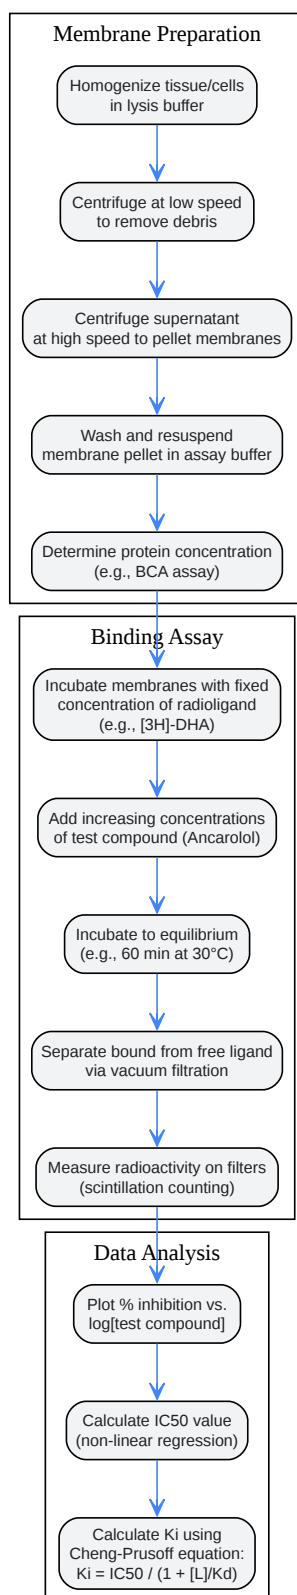 Membrane Preparation
Homogenize tissue/cells
in lysis buffer
Centrifuge at low speed
to remove debris
Centrifuge supernatant
at high speed to pellet membranes
Wash and resuspend
membrane pellet in assay buffer
Determine protein concentration
(e.g., BCA assay)
Binding Assay
Incubate membranes with fixed
concentration of radioligand
(e.g., [3H]-DHA)
Add increasing concentrations
of test compound (Ancarolol)
Incubate to equilibrium
(e.g., 60 min at 30°C)
Separate bound from free ligand
via vacuum filtration
Measure radioactivity on filters
(scintillation counting)
Data Analysis
Plot % inhibition vs.
log[test compound]
Calculate IC50 value
(non-linear regression)
Calculate Ki using
Cheng-Prusoff equation:
Ki = IC50 / (1 + [L]/Kd)